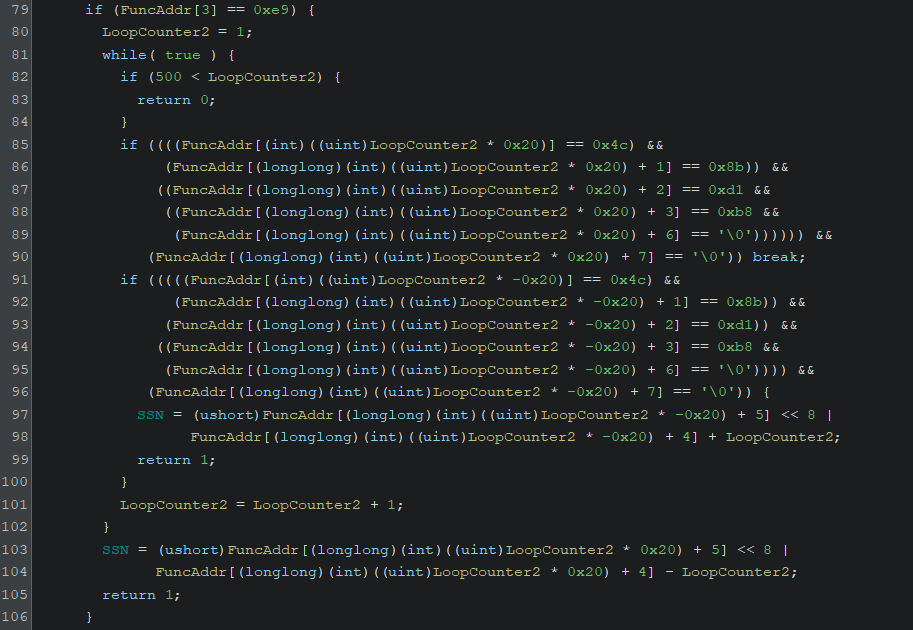 79 if (FuncAddr[3] == 0xe9) {
80 LoopCounter2 = 1;
81 while( true ) {
82 if (500 < LoopCounter2) {
83 return 0;
84 }
85 if ((((FuncAddr[(int)((uint)LoopCounter2 * 0x20)] == 0x4c) &&
86 (FuncAddr[(longlong)(int)((uint)LoopCounter2 * 0x20) + 1] == 0x8b)) &&
87 ((FuncAddr[(longlong)(int)((uint)LoopCounter2 * 0x20) + 2] == 0xd1 &&
88 ((FuncAddr[(longlong)(int)((uint)LoopCounter2 * 0x20) + 3] == 0xb8 &&
89 (FuncAddr[(longlong)(int)((uint)LoopCounter2 * 0x20) + 6] == '\0')))))) &&
90 (FuncAddr[(longlong)(int)((uint)LoopCounter2 * 0x20) + 7] == '\0')) break;
91 if (((((FuncAddr[(int)((uint)LoopCounter2 * -0x20)] == 0x4c) &&
92 (FuncAddr[(longlong)(int)((uint)LoopCounter2 * -0x20) + 1] == 0x8b)) &&
93 (FuncAddr[(longlong)(int)((uint)LoopCounter2 * -0x20) + 2] == 0xd1)) &&
94 ((FuncAddr[(longlong)(int)((uint)LoopCounter2 * -0x20) + 3] == 0xb8 &&
95 (FuncAddr[(longlong)(int)((uint)LoopCounter2 * -0x20) + 6] == '\0')))) &&
96 (FuncAddr[(longlong)(int)((uint)LoopCounter2 * -0x20) + 7] == '\0')) {
97 SSN = (ushort)FuncAddr[(longlong)(int)((uint)LoopCounter2 * -0x20) + 5] << 8 |
98 FuncAddr[(longlong)(int)((uint)LoopCounter2 * -0x20) + 4] + LoopCounter2;
99 return 1;
100 }
101 LoopCounter2 = LoopCounter2 + 1;
102 }
103 SSN = (ushort)FuncAddr[(longlong)(int)((uint)LoopCounter2 * 0x20) + 5] << 8 |
104 FuncAddr[(longlong)(int)((uint)LoopCounter2 * 0x20) + 4] - LoopCounter2;
105 return 1;
106 }